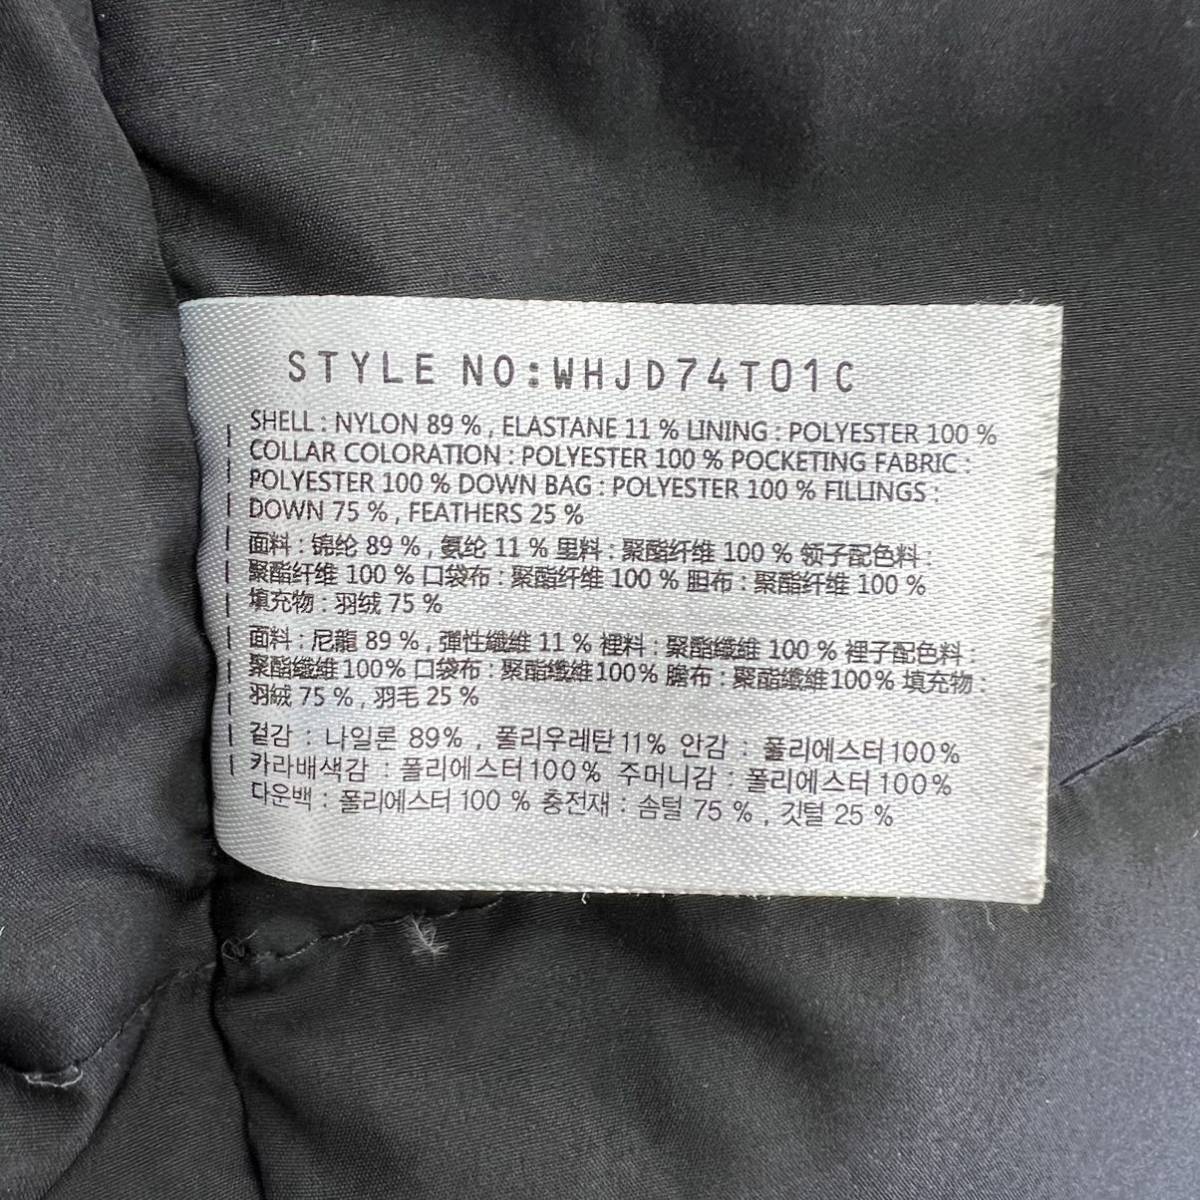 STYLE NO:WHJD74T01C
SHELL : NYLON 89 % , ELASTANE 11 % LINING : POLYESTER 100 %
COLLAR COLORATION : POLYESTER 100 % POCKETING FABRIC :
POLYESTER 100 % DOWN BAG : POLYESTER 100 % FILLINGS :
DOWN 75 % , FEATHERS 25 %
面料 : 锦纶 89 % , 氨纶 11 % 里料 : 聚酯纤维 100 % 领子配色料 :
聚酯纤维 100 % 口袋布 : 聚酯纤维 100 % 胆布 : 聚酯纤维 100 %
填充物 : 羽绒 75 %
面料 : 尼龍 89 % , 彈性纖維 11 % 裡料 : 聚酯纖維 100 % 裡子配色料 :
聚酯纖維 100% 口袋布 : 聚酯纖維 100% 膽布 : 聚酯纖維 100% 填充物 :
羽絨 75 % , 羽毛 25 %
겉감 : 나일론 89% , 폴리우레탄 11% 안감 : 폴리에스터 100%
카라배색감 : 폴리에스터 100% 주머니감 : 폴리에스터 100%
다운백 : 폴리에스터 100 % 충전재 : 솜털 75 % , 깃털 25 %